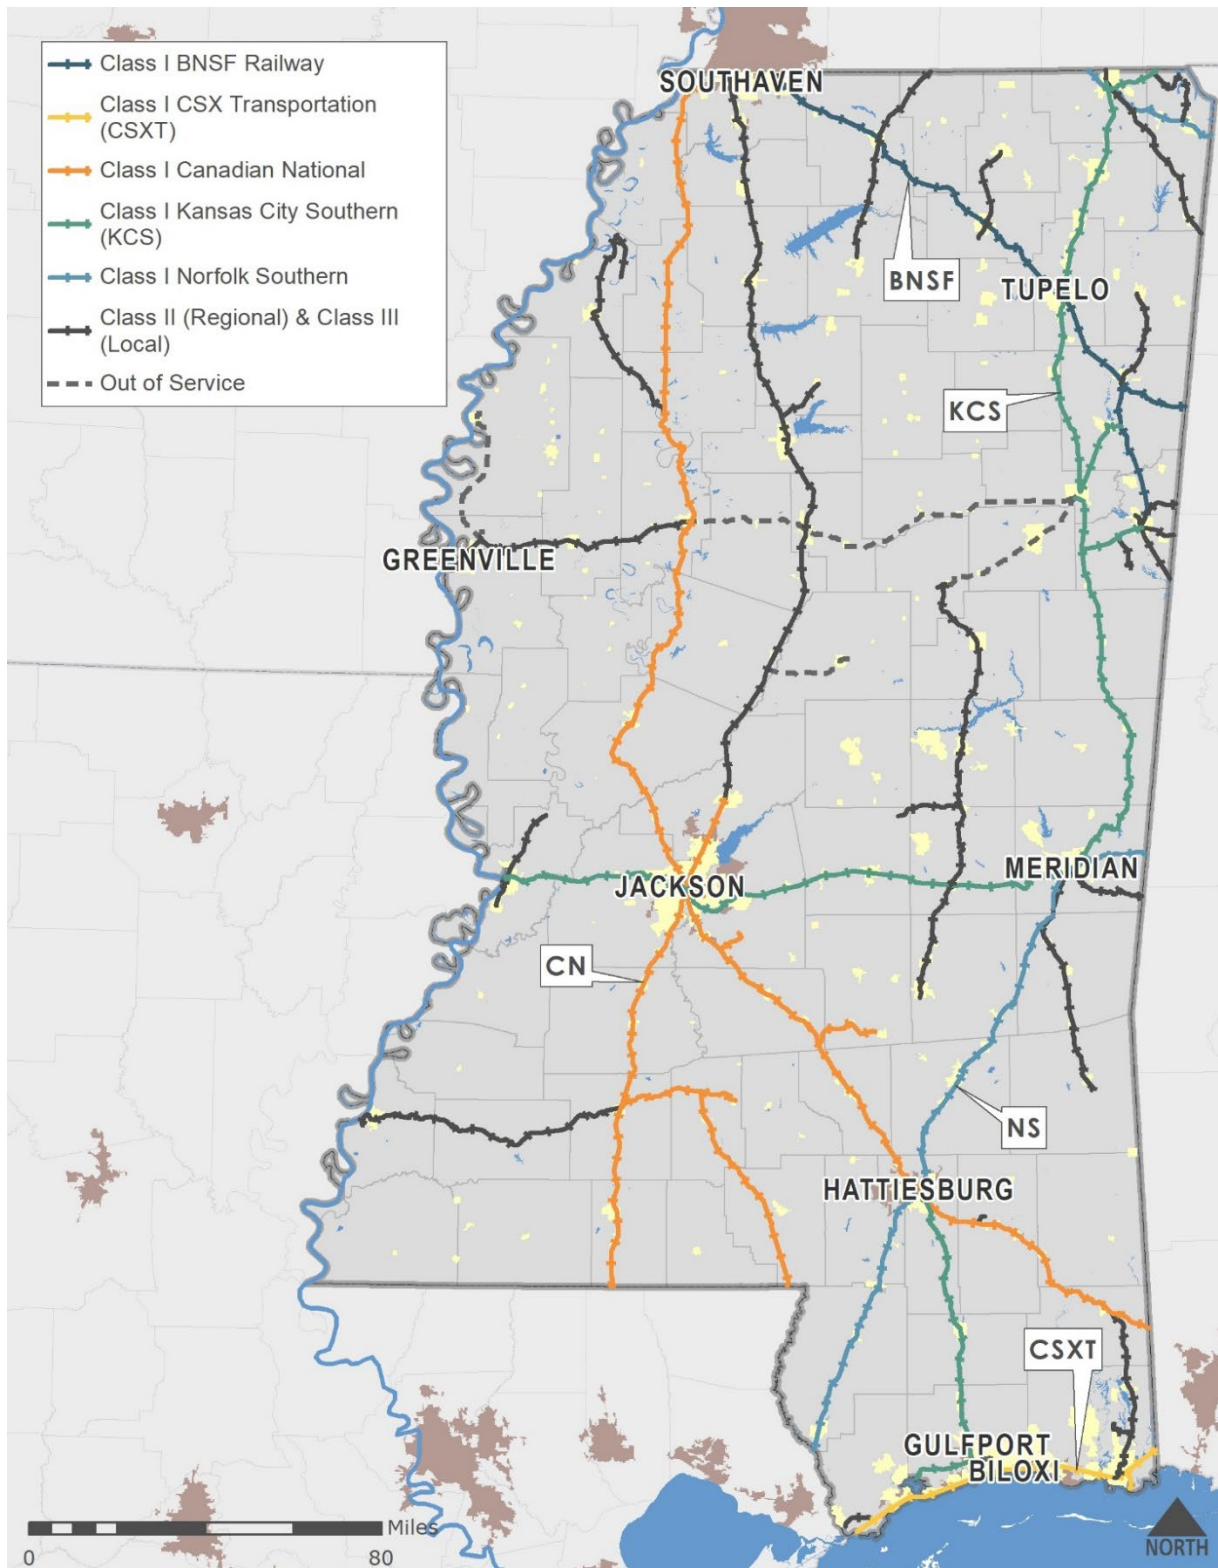 Class I BNSF Railway
Class I CSX Transportation
(CSXT)
Class I Canadian National
Class I Kansas City Southern
(KCS)
Class I Norfolk Southern
Class II (Regional) & Class III
(Local)
Out of Service
SOUTHAVEN
BNSF
TUPELO
KCS
GREENVILLE
MERIDIAN
JACKSON
CN
NS
HATTIESBURG
CSXT
GULFPORT
BILOXI
Miles
0 80
NORTH